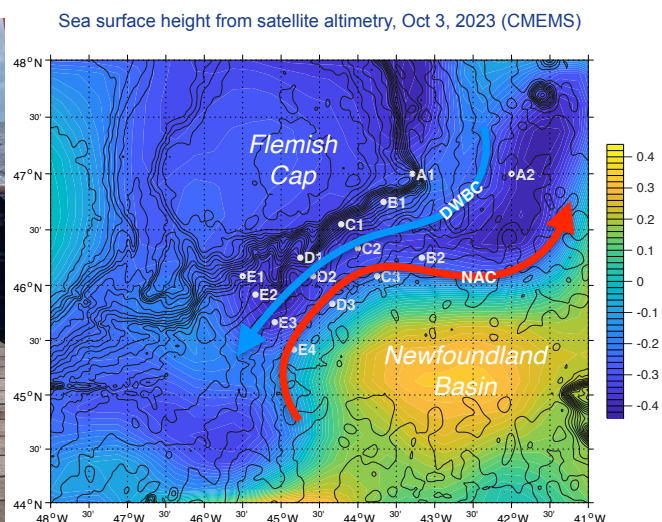 Sea surface height from satellite altimetry, Oct 3, 2023 (CMEMS)
48°N
30'
47°N
30'
46°N
30'
45°N
30'
44°N
48°W
30'
47°W
30'
46°W
30'
45°W
30'
44°W
30'
43°W
30'
42°W
30'
41°W
Flemish
Cap
A1
A2
B1
DWBC
C1
C2
B2
D1
E1
D2
C3
NAC
E2
D3
E3
E4
Newfoundland
Basin
0.4
0.3
0.2
0.1
0
-0.1
-0.2
-0.3
-0.4